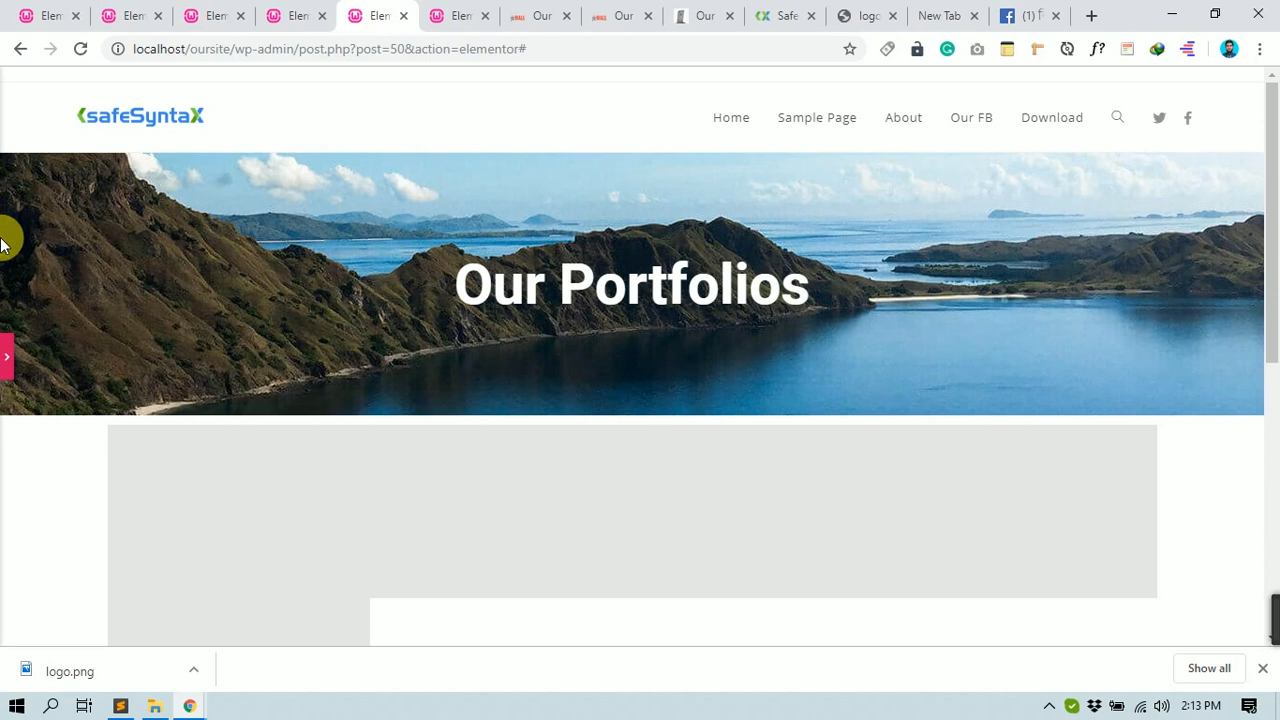 Elem Elem Elem Elem Elem Elem Our Our Our Safe logo New Tab (1)
localhost/oursite/wp-admin/post.php?post=50&action=elementor#
safeSyntaX
Home Sample Page About Our FB Download
Our Portfolios
logo.png Show all
2:13 PM